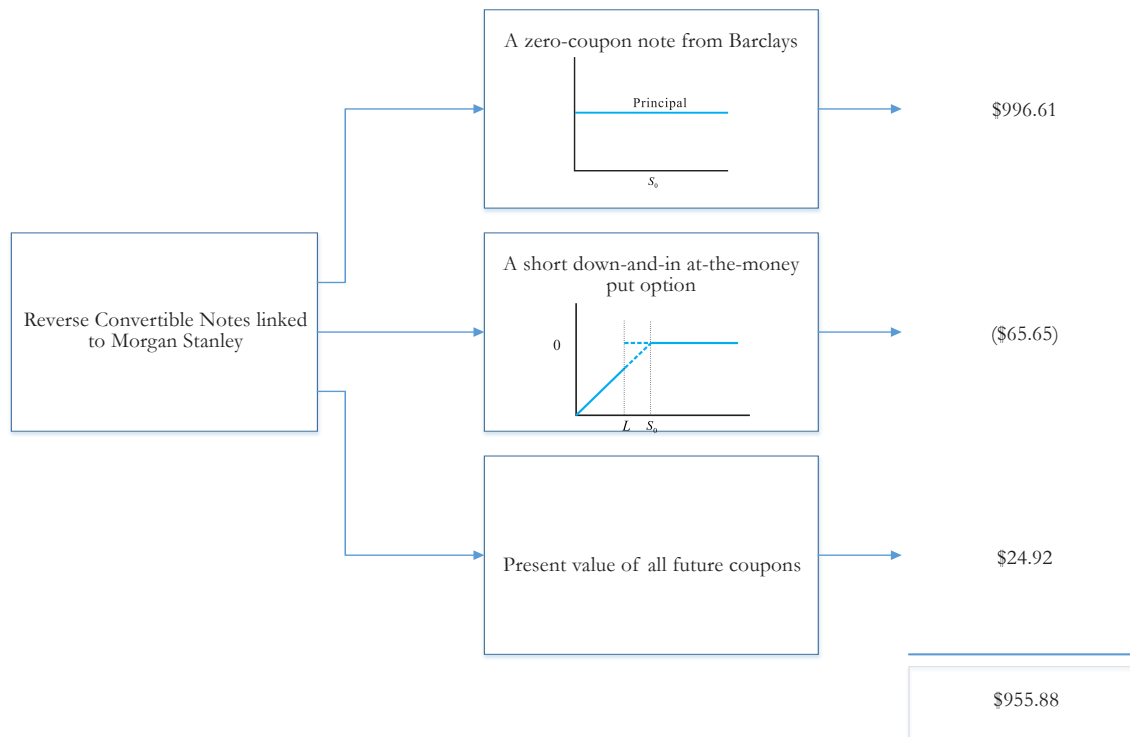 A zero-coupon note from Barclays
Principal
S₀
$996.61
Reverse Convertible Notes linked
to Morgan Stanley
A short down-and-in at-the-money
put option
0
L S₀
($65.65)
Present value of all future coupons
$24.92
$955.88